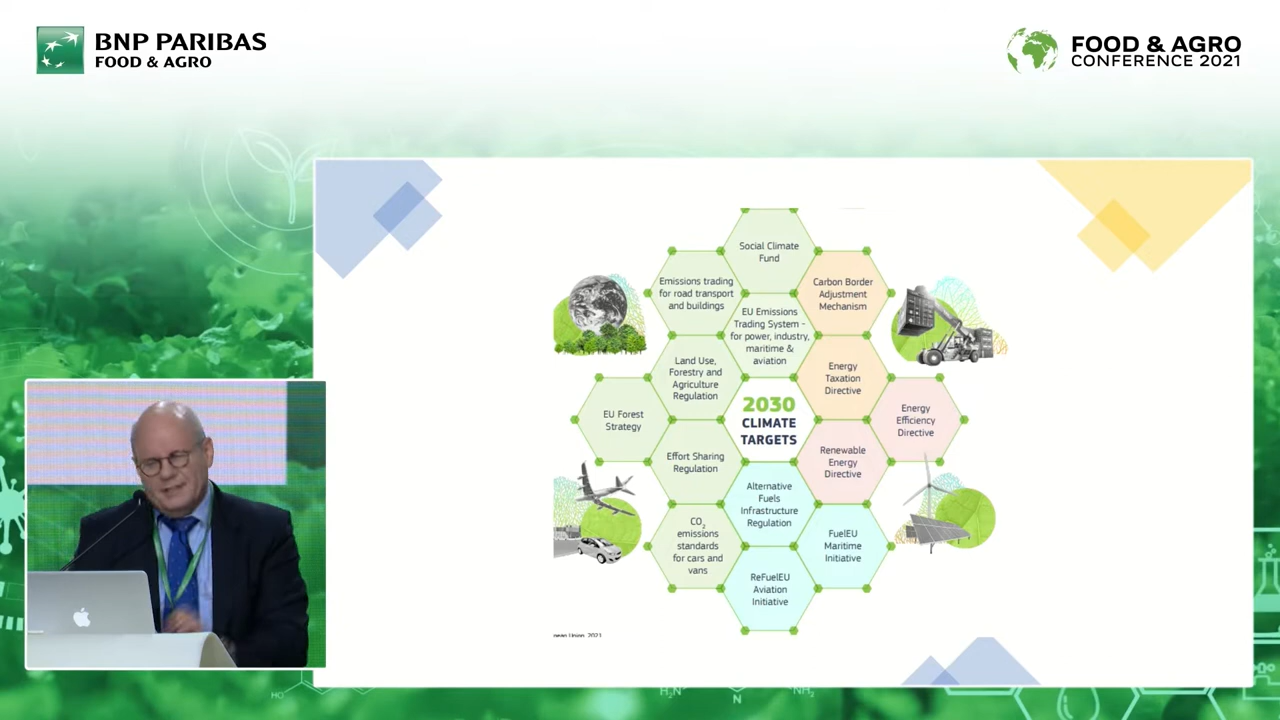 BNP PARIBAS
FOOD & AGRO
FOOD & AGRO
CONFERENCE 2021
Social Climate
Fund
Emissions trading
for road transport
and buildings
Carbon Border
Adjustment
Mechanism
EU Emissions
Trading System -
for power, industry,
maritime &
aviation
Land Use,
Forestry and
Agriculture
Regulation
Energy
Taxation
Directive
EU Forest
Strategy
2030
CLIMATE
TARGETS
Energy
Efficiency
Directive
Effort Sharing
Regulation
Renewable
Energy
Directive
Alternative
Fuels
Infrastructure
Regulation
CO2
emissions
standards
for cars and
vans
FuelEU
Maritime
Initiative
ReFuelEU
Aviation
Initiative
HO
H₂N
N
NH₂